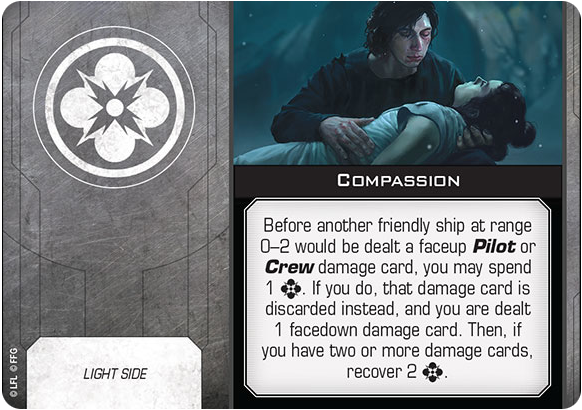 COMPASSION
Before another friendly ship at range
0–2 would be dealt a faceup Pilot or
Crew damage card, you may spend
1 . If you do, that damage card is
discarded instead, and you are dealt
1 facedown damage card. Then, if
you have two or more damage cards,
recover 2 .
LIGHT SIDE
© LFL © FFG